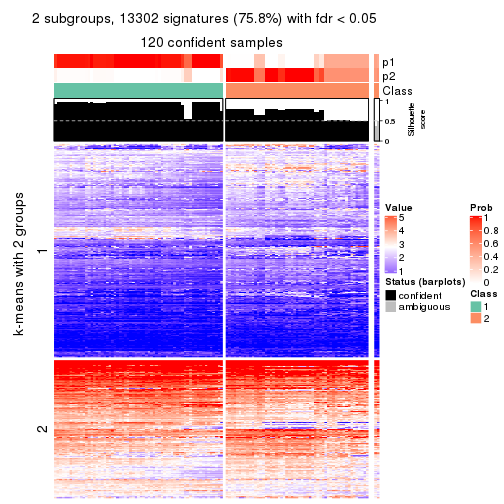 2 subgroups, 13302 signatures (75.8%) with fdr < 0.05
120 confident samples
p1
p2
Class
1
0.5
0
Silhouette
score
k-means with 2 groups
1
2
Value
5
4
3
2
1
Status (barplots)
confident
ambiguous
Prob
1
0.8
0.6
0.4
0.2
0
Class
1
2